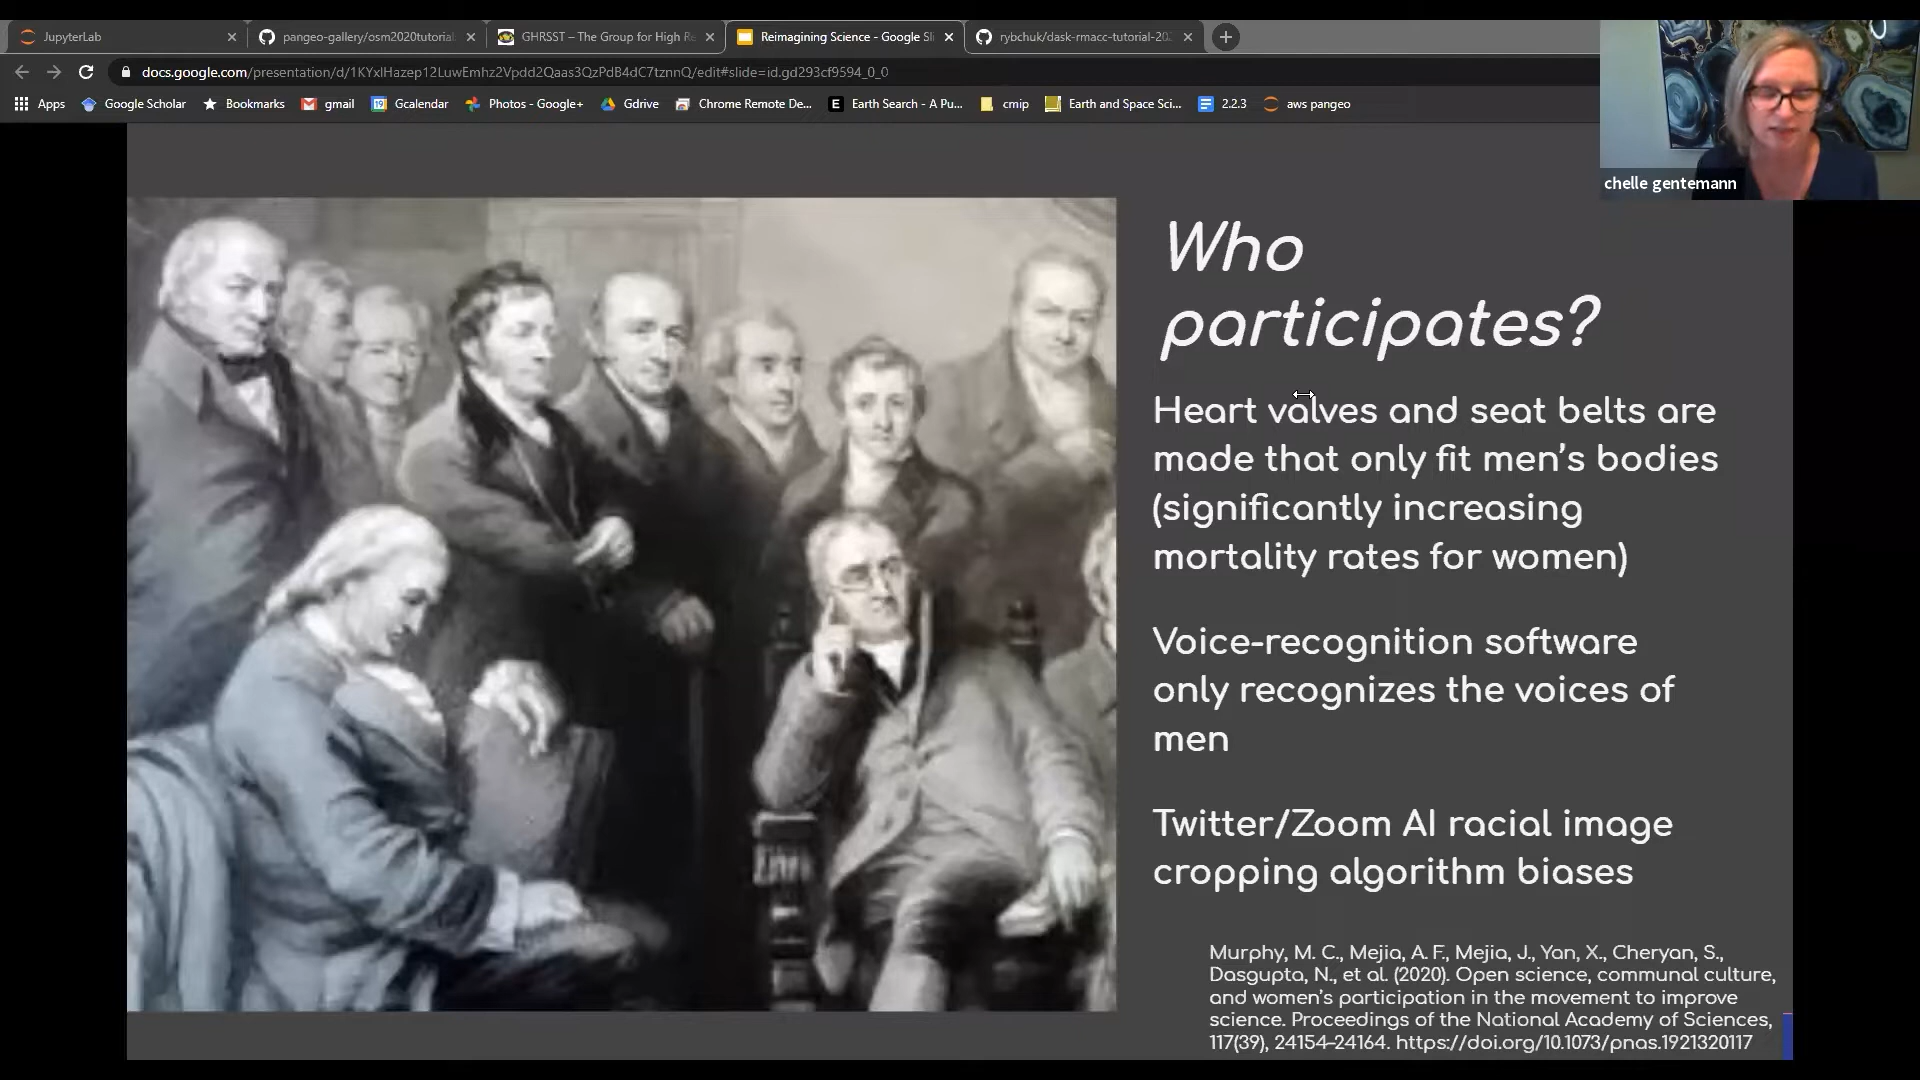 JupyterLab
pangeo-gallery/osm2020tutorial
GHRSST – The Group for High Re
Reimagining Science - Google Sli
rybchuk/dask-rmacc-tutorial-202
docs.google.com/presentation/d/1KYxlHazep12LuwEmhz2Vpdd2Qaas3QzPdB4dC7tznnQ/edit#slide=id.gd293cf9594_0_0
Apps
Google Scholar
Bookmarks
gmail
Gcalendar
Photos - Google+
Gdrive
Chrome Remote De...
Earth Search - A Pu...
cmip
Earth and Space Sci...
2.2.3
aws pangeo
chelle gentemann
Who
participates?
Heart valves and seat belts are
made that only fit men’s bodies
(significantly increasing
mortality rates for women)
Voice-recognition software
only recognizes the voices of
men
Twitter/Zoom AI racial image
cropping algorithm biases
Murphy, M. C., Mejia, A. F., Mejia, J., Yan, X., Cheryan, S.,
Dasgupta, N., et al. (2020). Open science, communal culture,
and women’s participation in the movement to improve
science. Proceedings of the National Academy of Sciences,
117(39), 24154–24164. https://doi.org/10.1073/pnas.1921320117